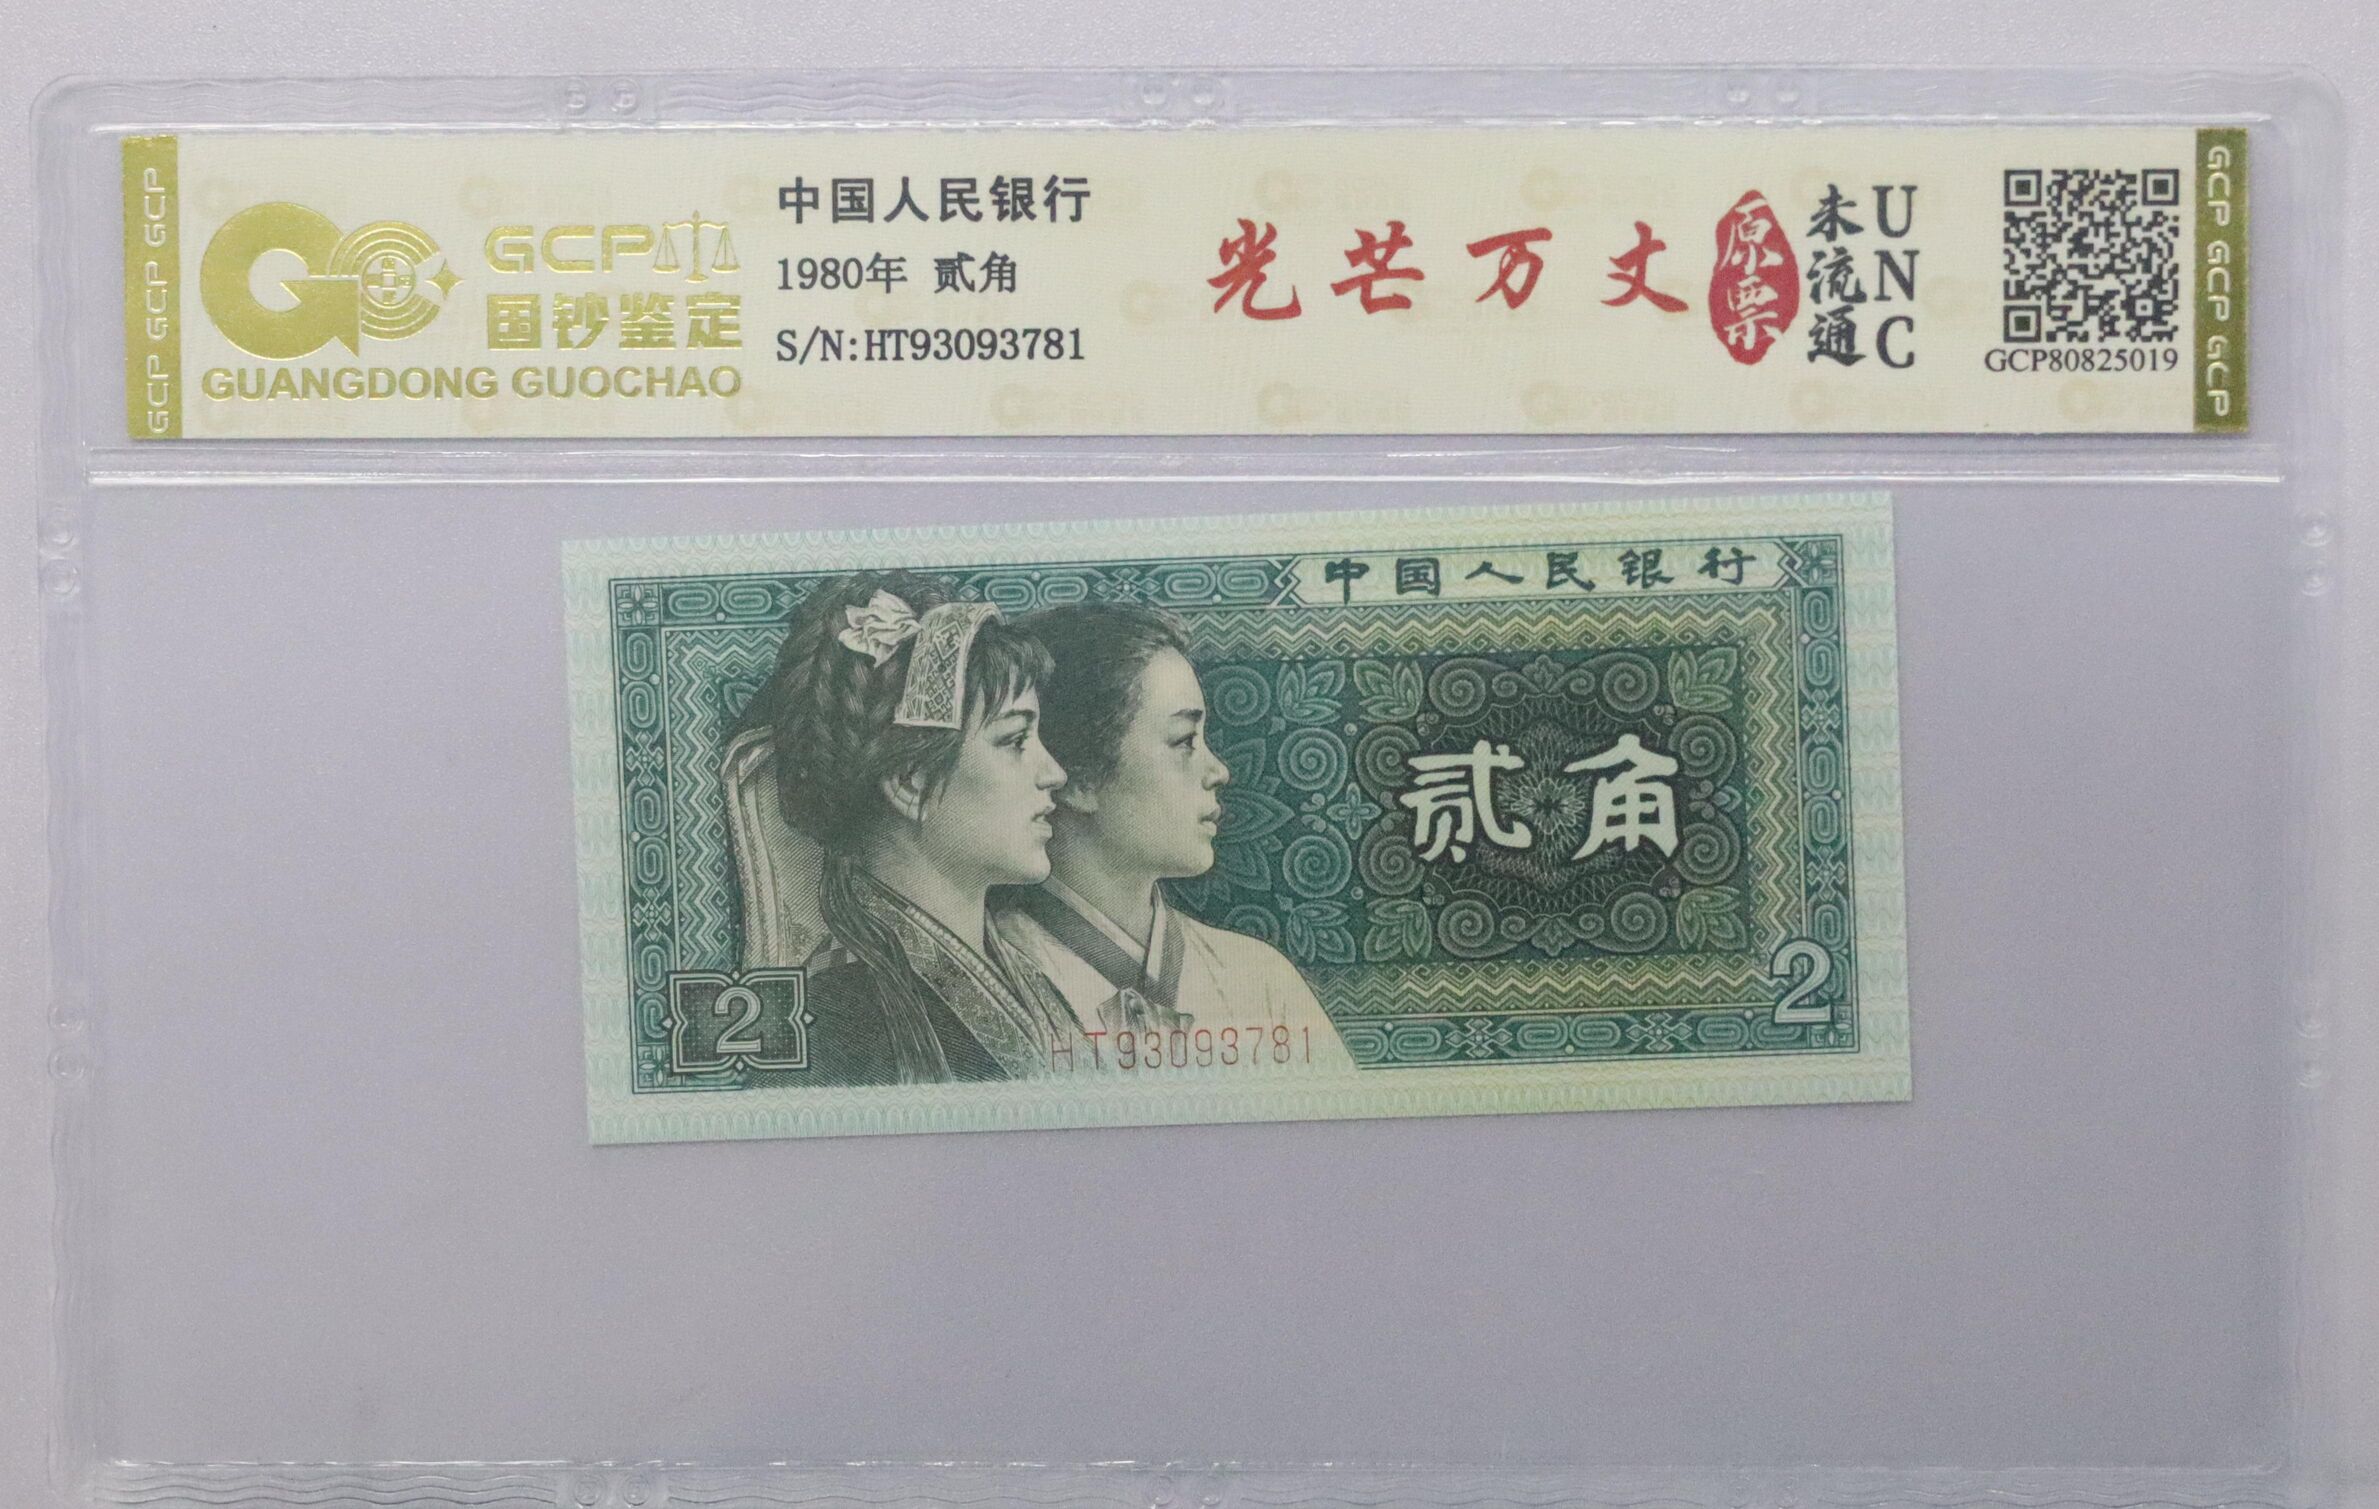 GCP GCP GCP
GCP
国钞鉴定
GUANGDONG GUOCHAO
中国人民银行
1980年 贰角
S/N:HT93093781
光芒万丈
原票
未流通
UNC
GCP80825019
GCP GCP GCP
中国人民银行
贰角
2
2
HT93093781